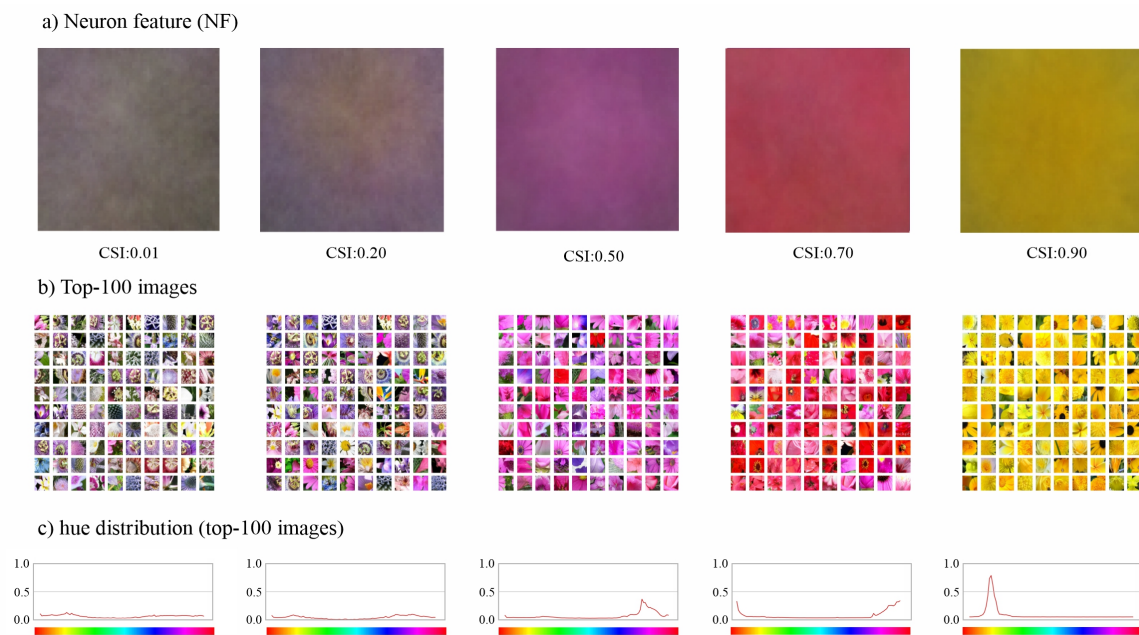 a) Neuron feature (NF)
CSI:0.01
CSI:0.20
CSI:0.50
CSI:0.70
CSI:0.90
b) Top-100 images
c) hue distribution (top-100 images)
1.0
0.5
0.0
1.0
0.5
0.0
1.0
0.5
0.0
1.0
0.5
0.0
1.0
0.5
0.0